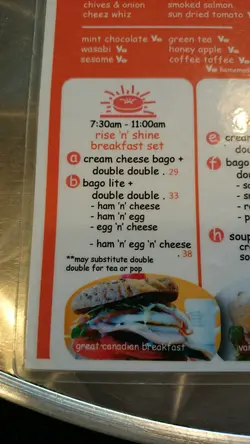 chives & onion
cheez whiz
smoked salmon
sun dried tomato
mint chocolate
wasabi
sesame
green tea
honey apple
coffee toffee
7:30am - 11:00am
rise 'n' shine
breakfast set
a cream cheese bago +
double double . 29
b bago lite +
double double . 33
- ham 'n' cheese
- ham 'n' egg
- egg 'n' cheese
- ham 'n' egg 'n' cheese
. 38
**may substitute double
double for tea or pop
great canadian breakfast
e
f bago
h soup